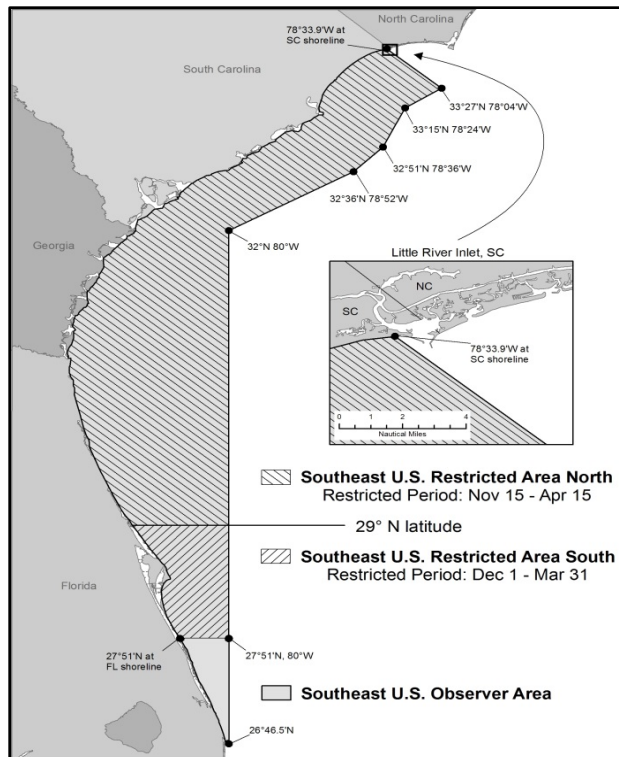 North Carolina
78°33.9'W at
SC shoreline
South Carolina
33°27'N 78°04'W
33°15'N 78°24'W
32°51'N 78°36'W
32°36'N 78°52'W
Georgia
32°N 80°W
Little River Inlet, SC
NC
SC
78°33.9'W at
SC shoreline
0 2 4
Nautical Miles
Southeast U.S. Restricted Area North
Restricted Period: Nov 15 - Apr 15
29° N latitude
Southeast U.S. Restricted Area South
Restricted Period: Dec 1 - Mar 31
Florida
27°51'N at
FL shoreline
27°51'N, 80°W
Southeast U.S. Observer Area
26°46.5'N